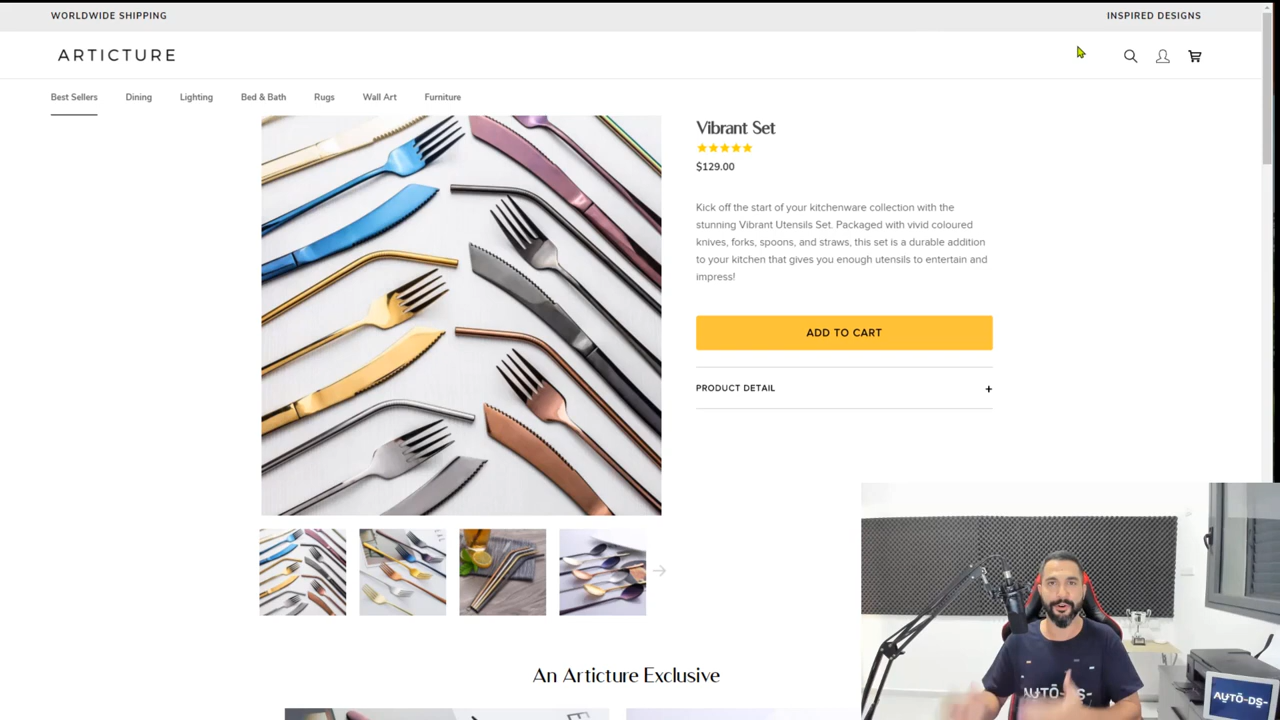 WORLDWIDE SHIPPING
INSPIRED DESIGNS
ARTICTURE
Best Sellers
Dining
Lighting
Bed & Bath
Rugs
Wall Art
Furniture
Vibrant Set
$129.00
Kick off the start of your kitchenware collection with the
stunning Vibrant Utensils Set. Packaged with vivid coloured
knives, forks, spoons, and straws, this set is a durable addition
to your kitchen that gives you enough utensils to entertain and
impress!
ADD TO CART
PRODUCT DETAIL +
An Articture Exclusive
AUTO-DS-
AUTO-DS-